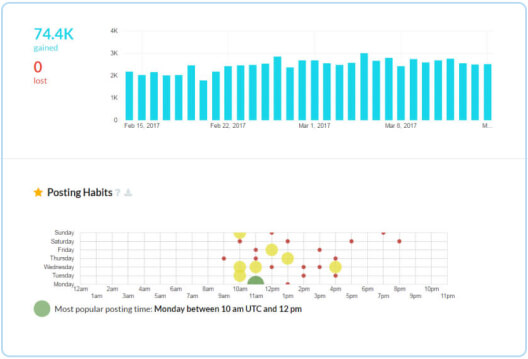 74.4K
gained
0
lost
4K
3K
2K
1K
0
Feb 15, 2017 Feb 22, 2017 Mar 1, 2017 Mar 8, 2017 M...
Posting Habits ?
Sunday
Saturday
Friday
Thursday
Wednesday
Tuesday
Monday
12am 2am 4am 6am 8am 10am 12pm 2pm 4pm 6pm 8pm 10pm
1am 3am 5am 7am 9am 11am 1pm 3pm 5pm 7pm 9pm 11pm
Most popular posting time: Monday between 10 am UTC and 12 pm